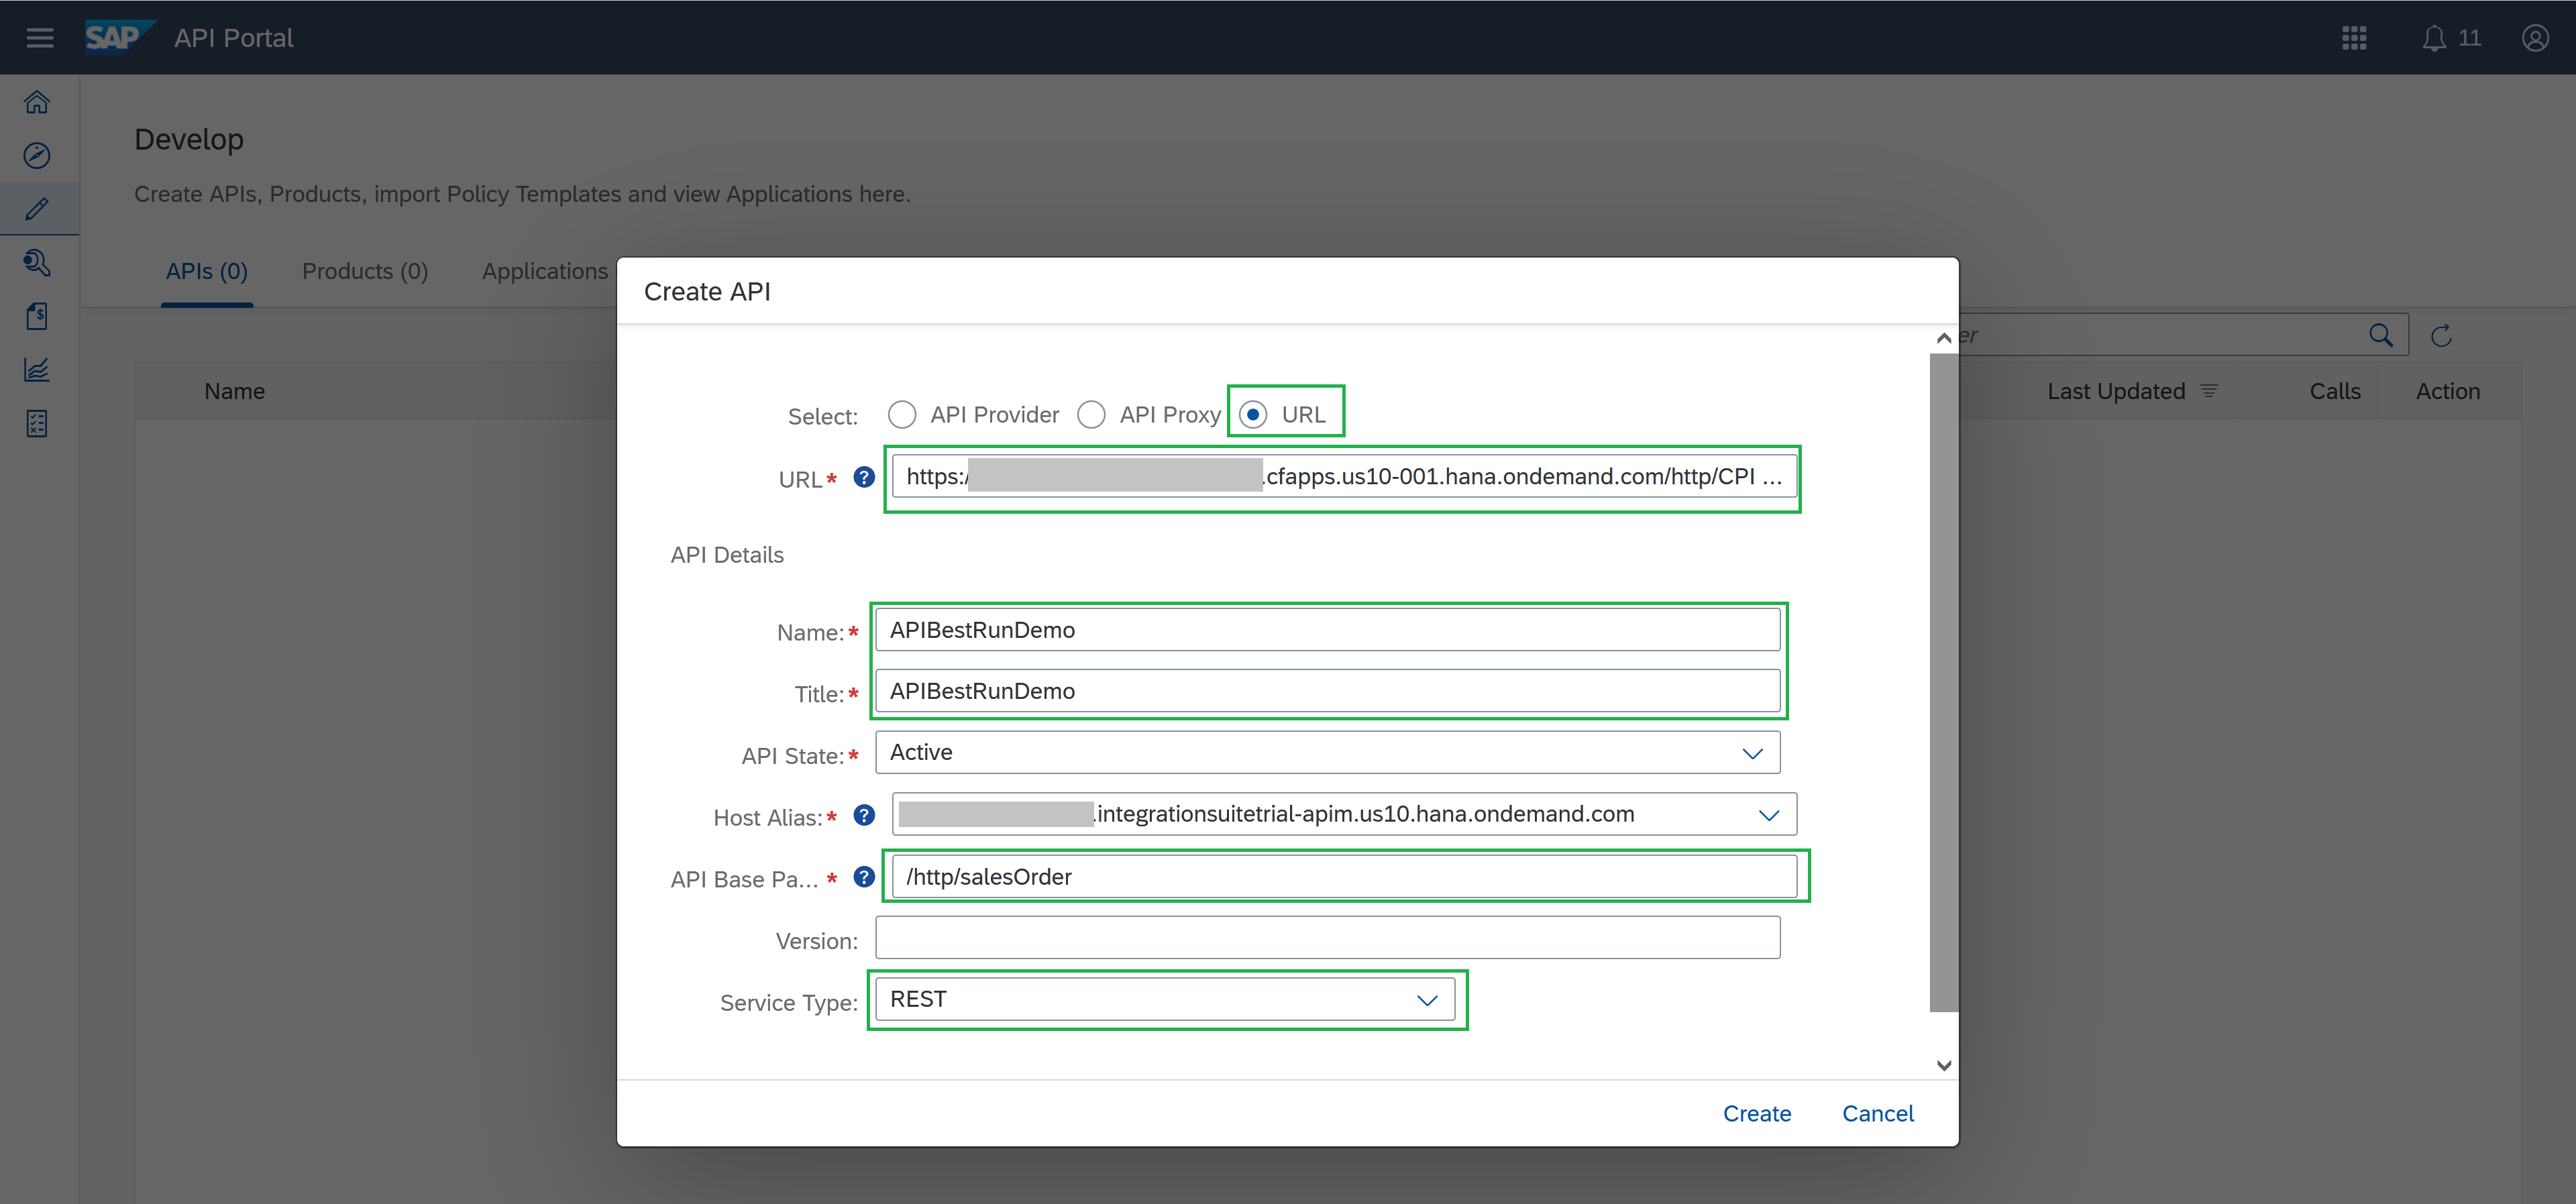 SAP API Portal 11
Develop
Create APIs, Products, import Policy Templates and view Applications here.
APIs (0) Products (0) Applications
Name Last Updated Calls Action
Create API
Select: API Provider API Proxy URL
URL* ? https:/ .cfapps.us10-001.hana.ondemand.com/http/CPI ...
API Details
Name:* APIBestRunDemo
Title:* APIBestRunDemo
API State:* Active
Host Alias:* ? .integrationsuitetrial-apim.us10.hana.ondemand.com
API Base Pa... * ? /http/salesOrder
Version:
Service Type: REST
Create Cancel